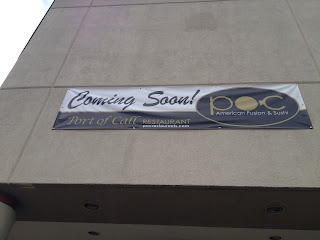 Coming Soon!
Port of Call RESTAURANT
poc
American Fusion & Sushi